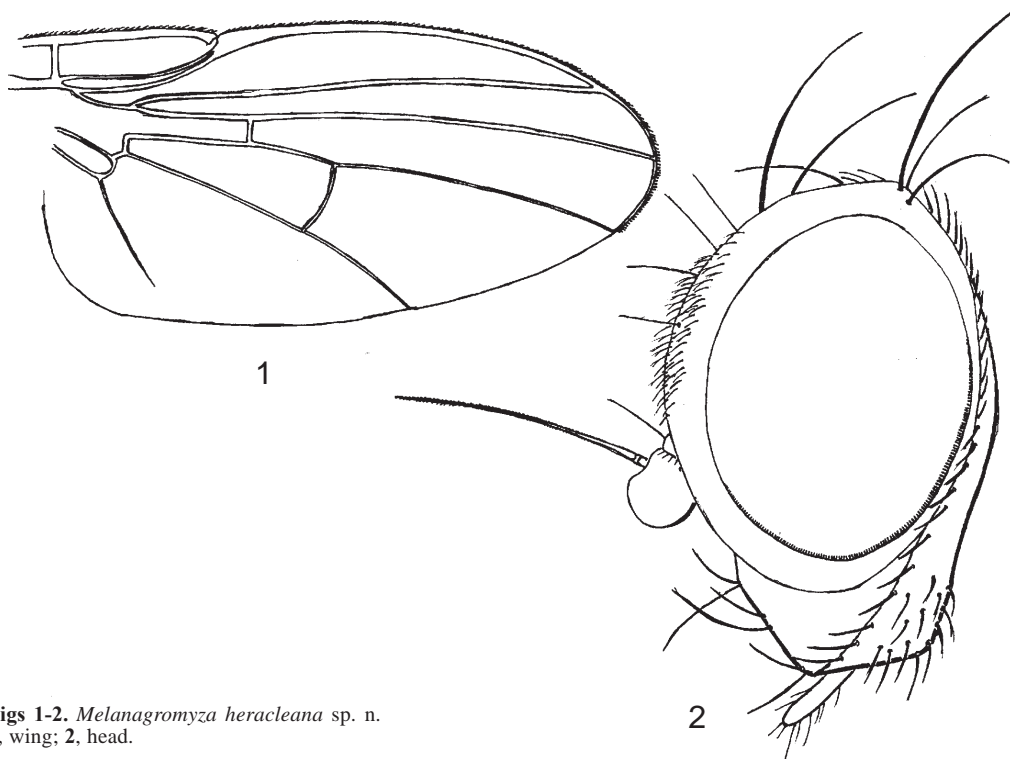 1
2
igs 1-2. Melanagromyza heracleana sp. n.
, wing; 2, head.